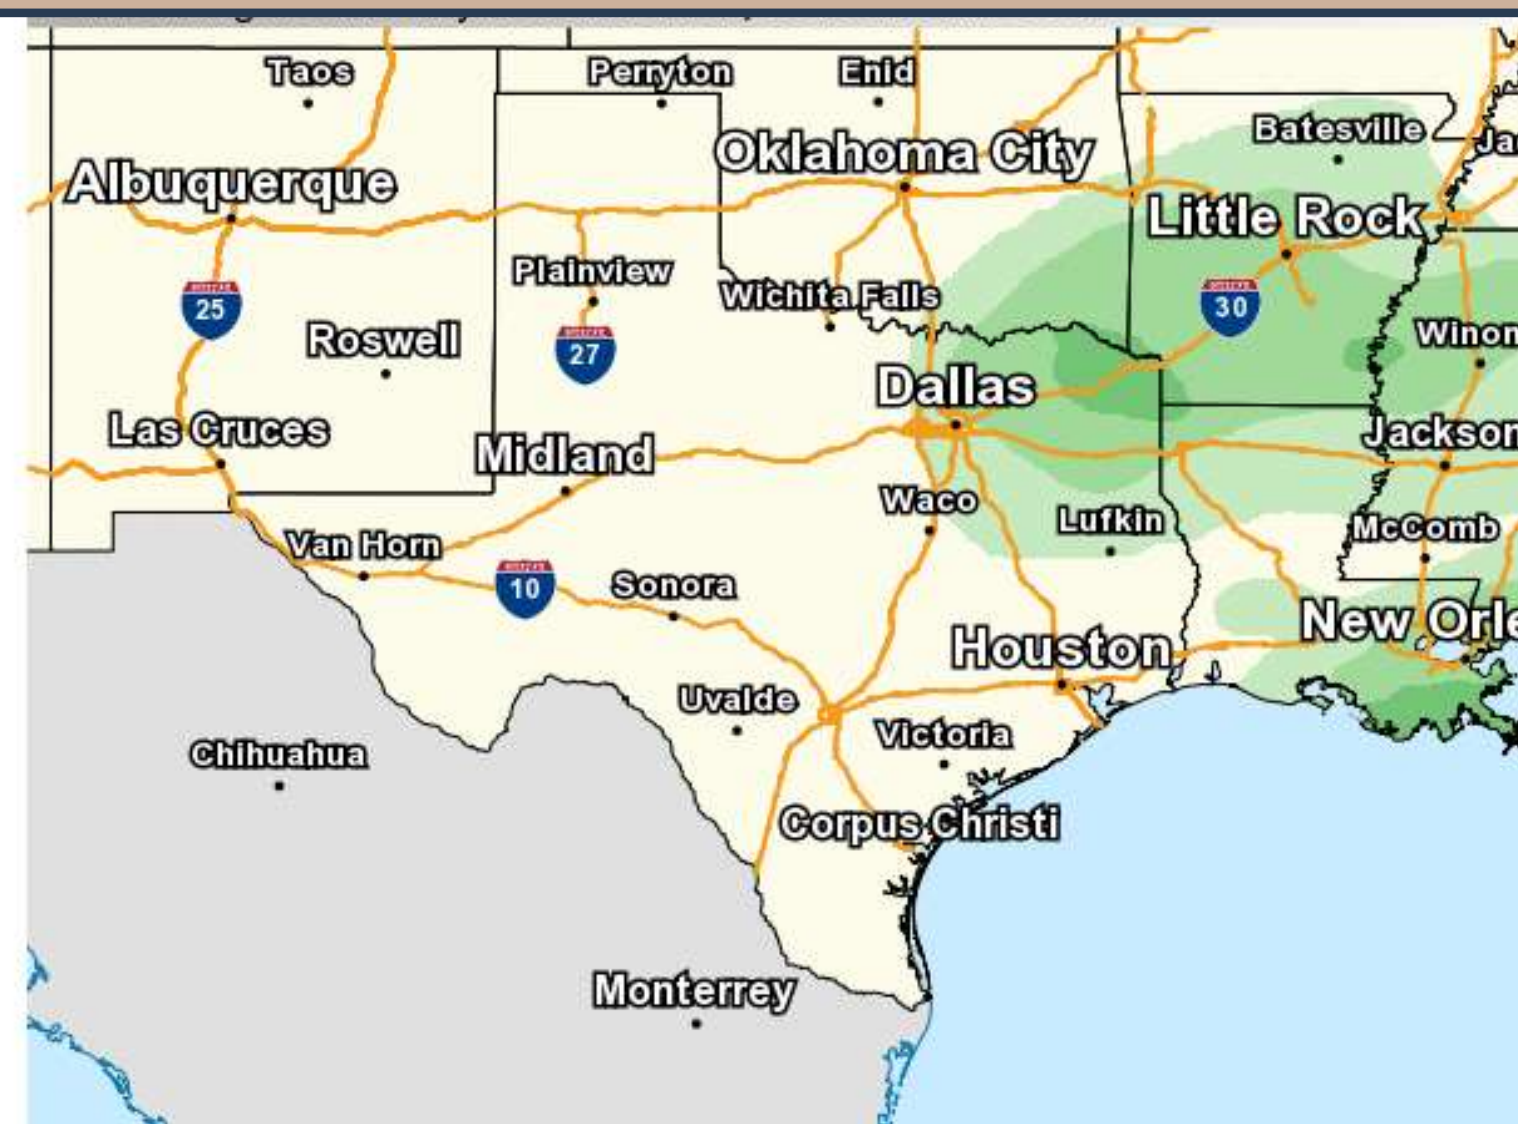 Taos
Perryton
Enid
Batesville
Ja
Oklahoma City
Albuquerque
Little Rock
Plainview
Wichita Falls
25
30
Roswell
27
Winon
Dallas
Las Cruces
Midland
Jackson
Waco
Lufkin
McComb
Van Horn
10
Sonora
New Orle
Houston
Uvalde
Victoria
Chihuahua
Corpus Christi
Monterrey